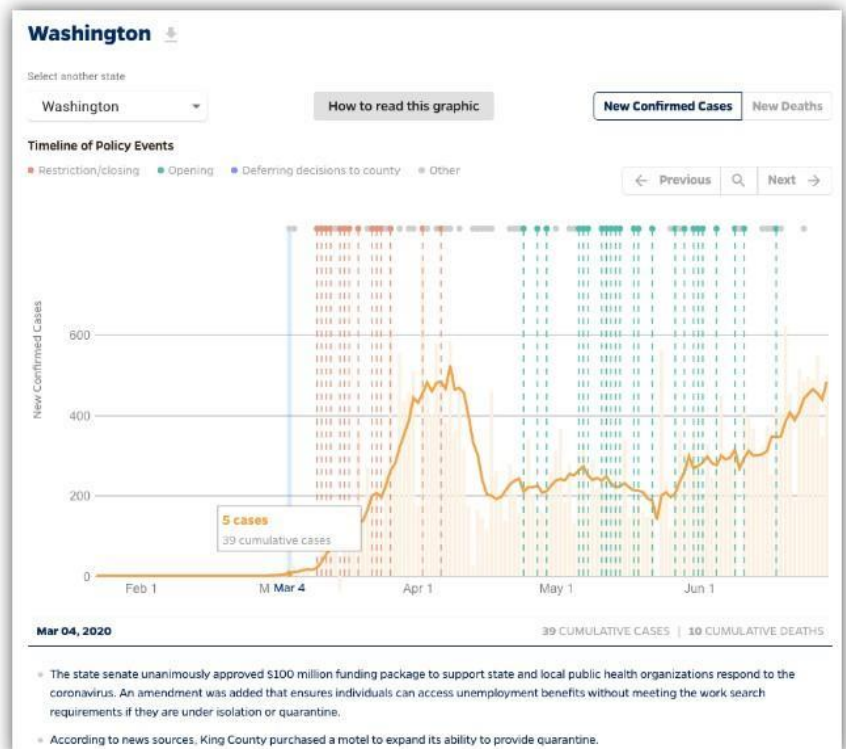 Washington
Select another state
Washington
How to read this graphic
New Confirmed Cases
New Deaths
Timeline of Policy Events
Restriction/closing
Opening
Deferring decisions to county
Other
← Previous
Next →
New Confirmed Cases
600
400
200
0
5 cases
39 cumulative cases
Feb 1
M Mar 4
Apr 1
May 1
Jun 1
Mar 04, 2020
39 CUMULATIVE CASES | 10 CUMULATIVE DEATHS
The state senate unanimously approved $100 million funding package to support state and local public health organizations respond to the
coronavirus. An amendment was added that ensures individuals can access unemployment benefits without meeting the work search
requirements if they are under isolation or quarantine.
According to news sources, King County purchased a motel to expand its ability to provide quarantine.